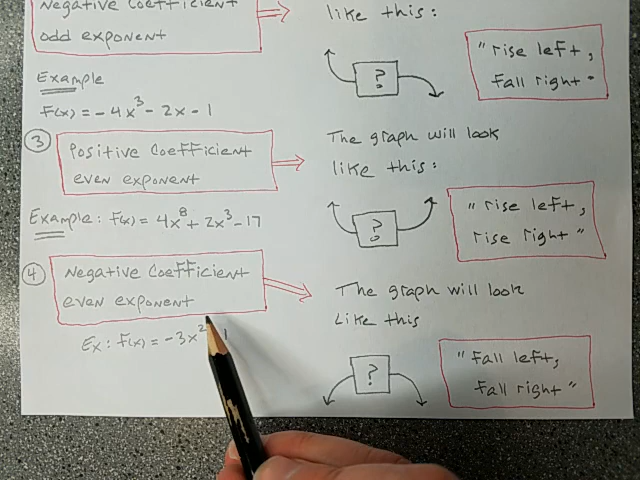 Negative Coefficient
odd exponent
like this:
"rise left,
fall right"
?
Example
F(x) = -4x³ - 2x - 1
3
Positive Coefficient
even exponent
The graph will look
like this:
"rise left,
rise right"
?
Example: F(x) = 4x⁸ + 2x³ - 17
4
Negative Coefficient
even exponent
The graph will look
Like this
"fall left,
fall right"
?
Ex: F(x) = -3x² 1